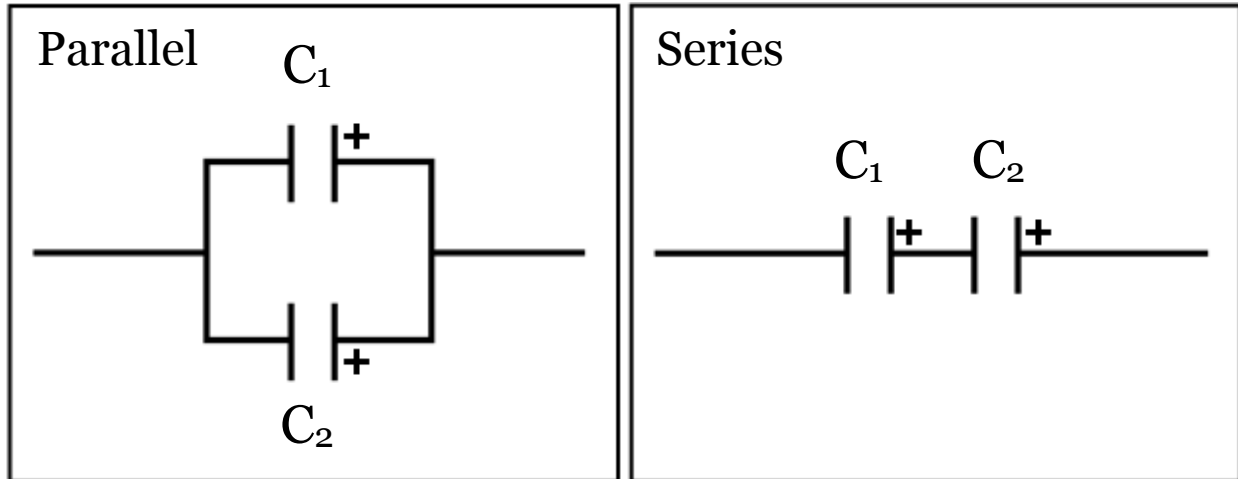 Parallel
C₁
+
+
C₂
Series
C₁ C₂
+ +